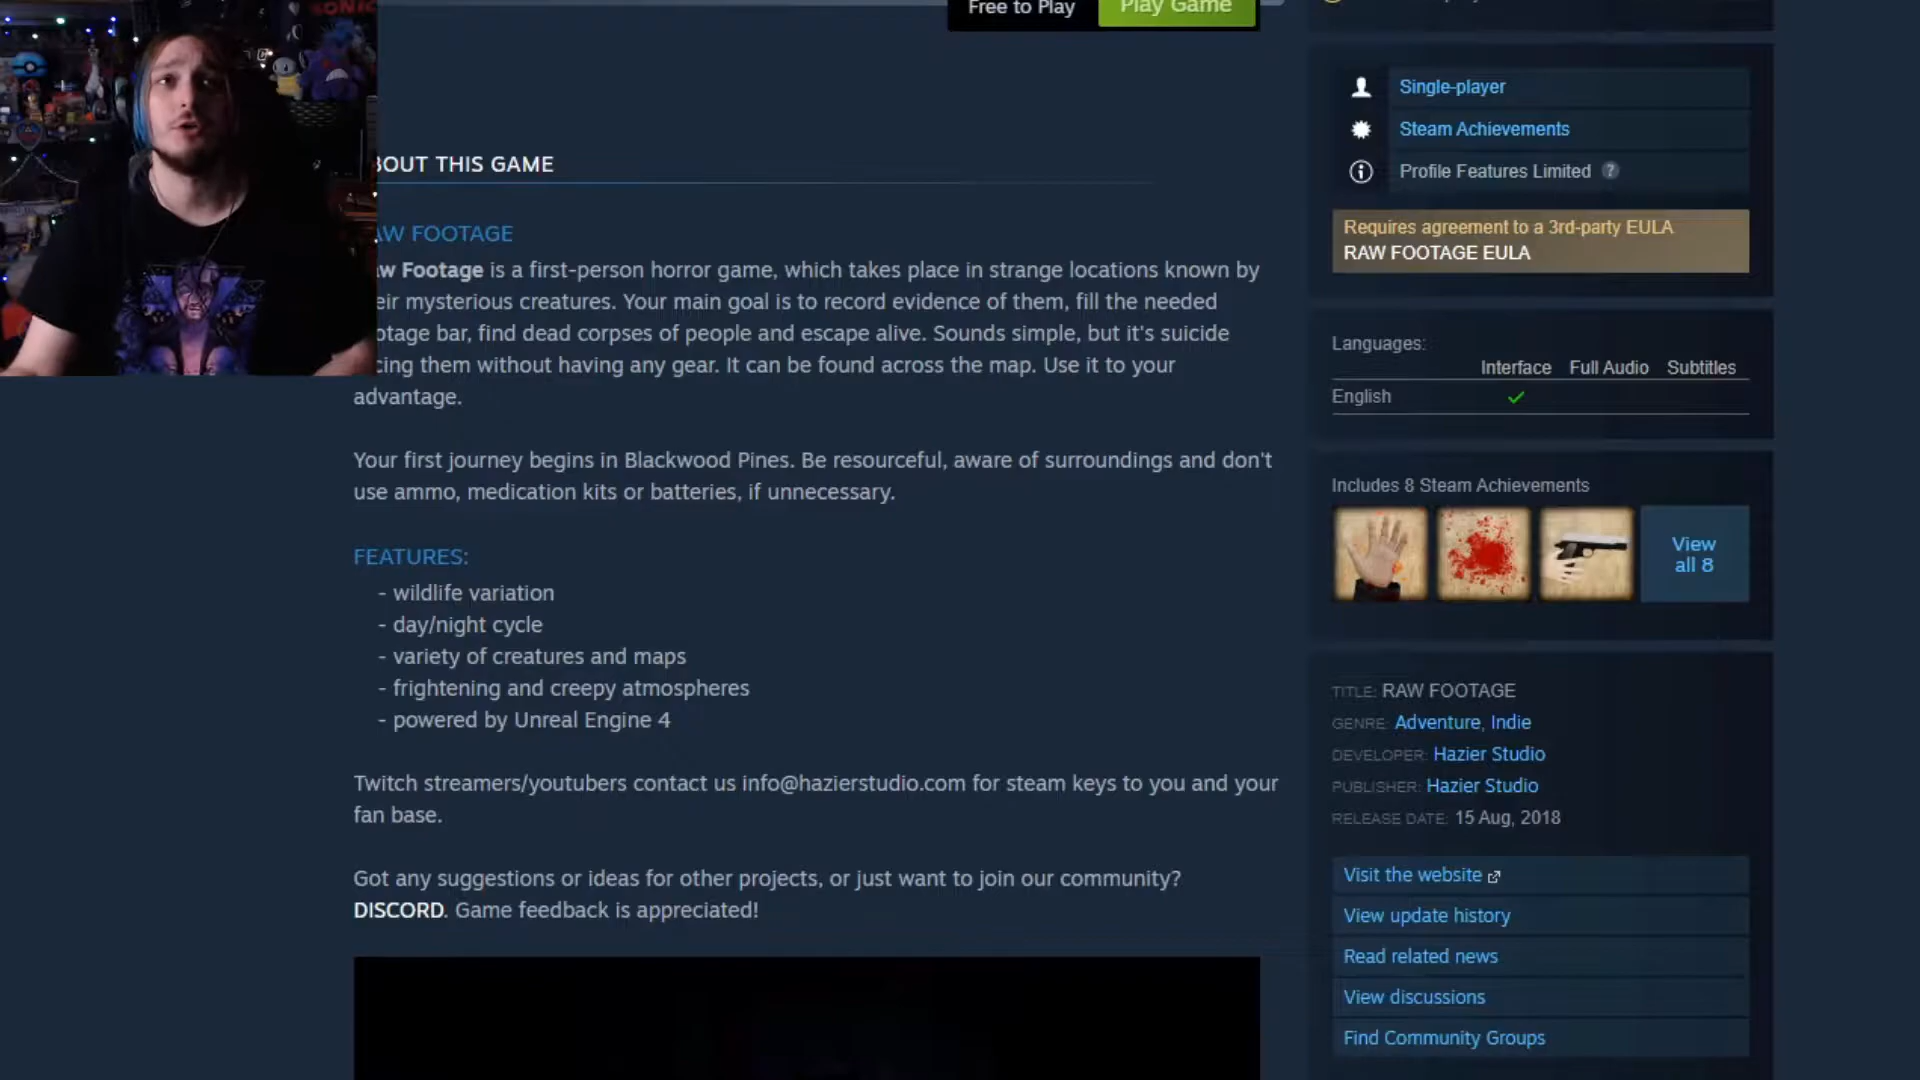 Free to Play
Play Game
BOUT THIS GAME
AW FOOTAGE
aw Footage is a first-person horror game, which takes place in strange locations known by
eir mysterious creatures. Your main goal is to record evidence of them, fill the needed
otage bar, find dead corpses of people and escape alive. Sounds simple, but it's suicide
cing them without having any gear. It can be found across the map. Use it to your
advantage.
Your first journey begins in Blackwood Pines. Be resourceful, aware of surroundings and don't
use ammo, medication kits or batteries, if unnecessary.
FEATURES:
- wildlife variation
- day/night cycle
- variety of creatures and maps
- frightening and creepy atmospheres
- powered by Unreal Engine 4
Twitch streamers/youtubers contact us info@hazierstudio.com for steam keys to you and your
fan base.
Got any suggestions or ideas for other projects, or just want to join our community?
DISCORD. Game feedback is appreciated!
Single-player
Steam Achievements
Profile Features Limited ?
Requires agreement to a 3rd-party EULA
RAW FOOTAGE EULA
Languages:
Interface Full Audio Subtitles
English
Includes 8 Steam Achievements
View
all 8
TITLE: RAW FOOTAGE
GENRE: Adventure, Indie
DEVELOPER: Hazier Studio
PUBLISHER: Hazier Studio
RELEASE DATE: 15 Aug, 2018
Visit the website
View update history
Read related news
View discussions
Find Community Groups